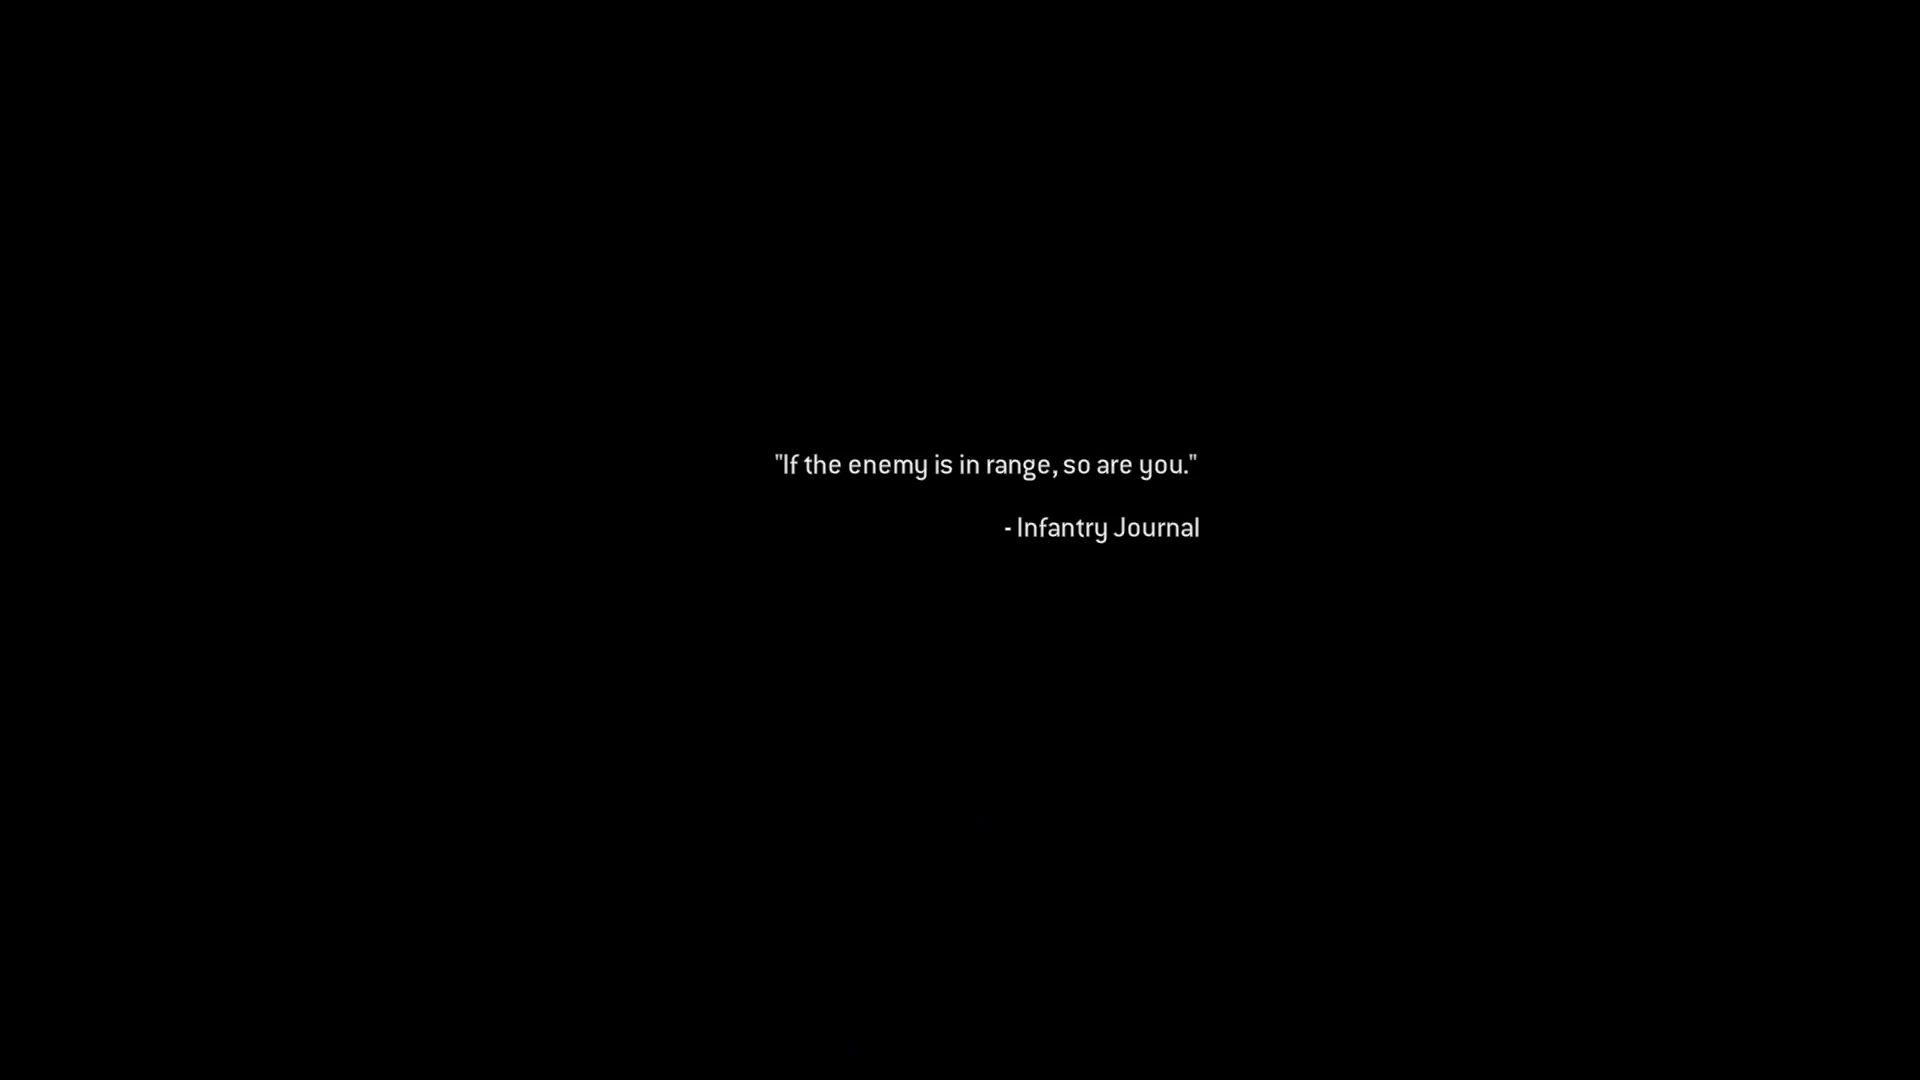 "If the enemy is in range, so are you."
- Infantry Journal